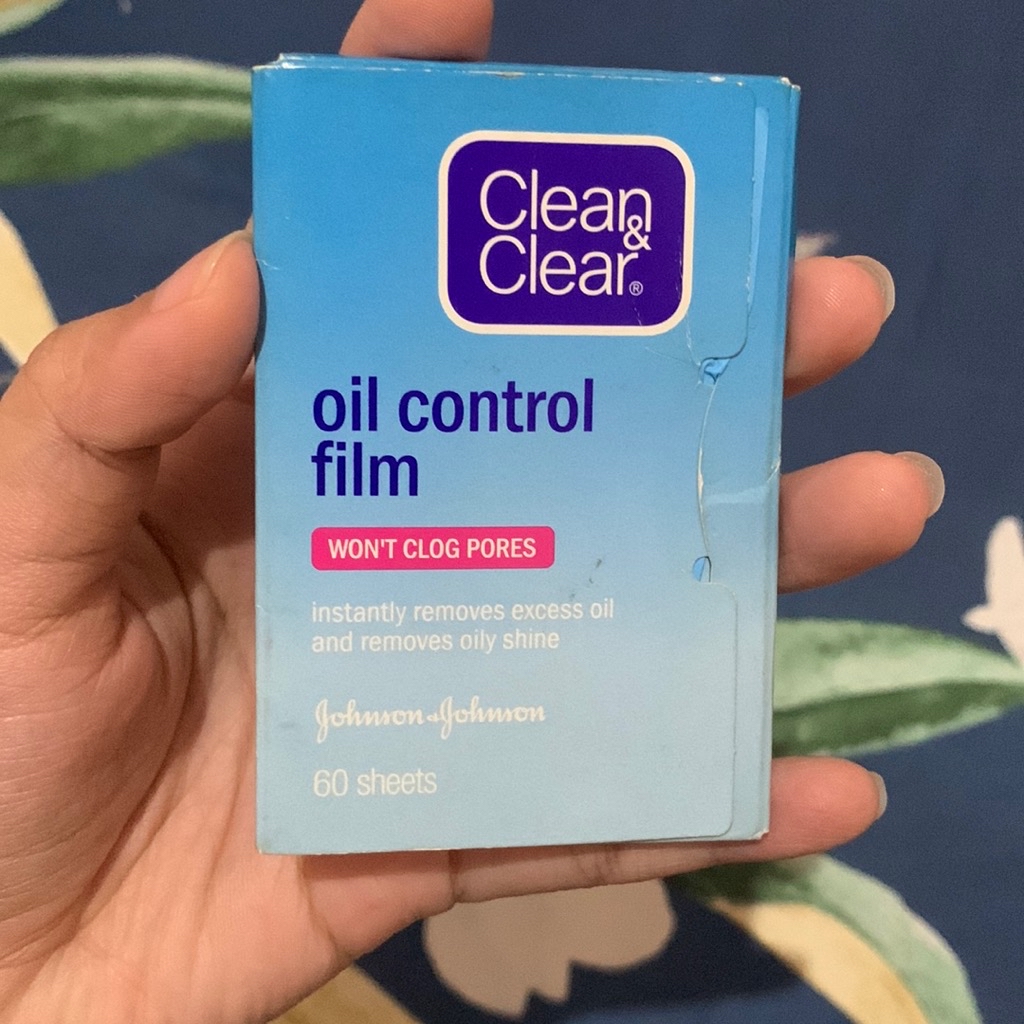 Clean
&
Clear®
oil control
film
WON'T CLOG PORES
instantly removes excess oil
and removes oily shine
Johnson & Johnson
60 sheets